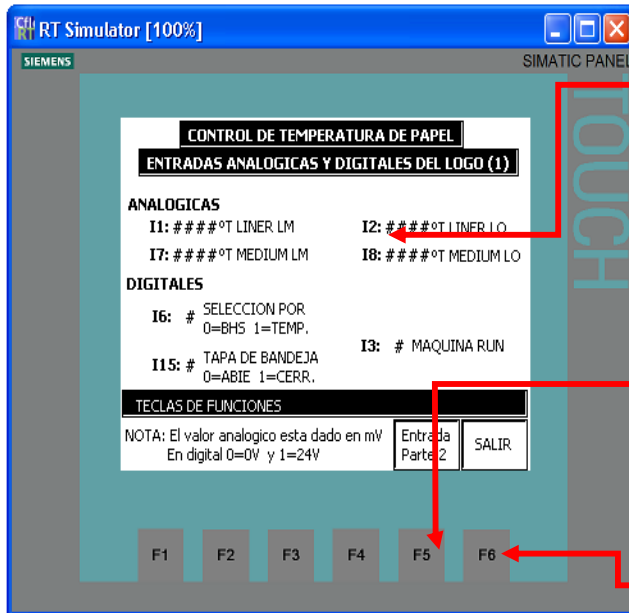 RT Simulator [100%]
SIEMENS
SIMATIC PANEL
TOUCH
CONTROL DE TEMPERATURA DE PAPEL
ENTRADAS ANALOGICAS Y DIGITALES DEL LOGO (1)
ANALOGICAS
I1: ####ºT LINER LM I2: ####ºT LINER LO
I7: ####ºT MEDIUM LM I8: ####ºT MEDIUM LO
DIGITALES
I6: # SELECCION POR
0=BHS 1=TEMP.
I3: # MAQUINA RUN
I15: # TAPA DE BANDEJA
0=ABIE 1=CERR.
TECLAS DE FUNCIONES
NOTA: El valor analogico esta dado en mV
En digital 0=0V y 1=24V
Entrada
Parte 2
SALIR
F1 F2 F3 F4 F5 F6